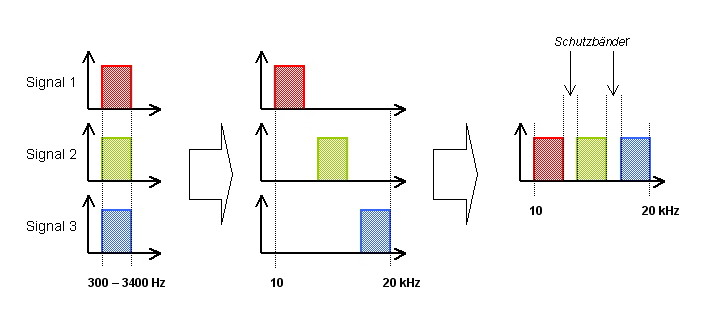 Schutzbänder
Signal 1
Signal 2
Signal 3
300 – 3400 Hz
10
20 kHz
10
20 kHz